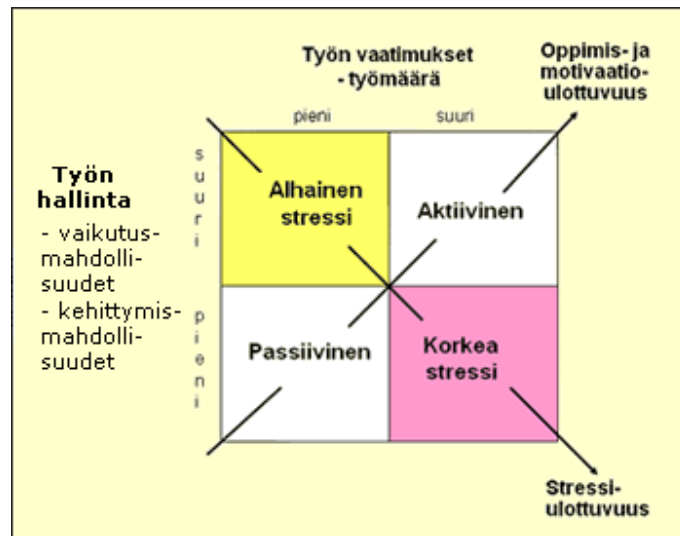 Työn vaatimukset
- työmäärä
Oppimis- ja
motivaatio-
ulottuvuus
pieni
suuri
Työn
hallinta
- vaikutus-
mahdolli-
suudet
- kehittymis-
mahdolli-
suudet
suuri
Alhainen
stressi
Aktiivinen
pieni
Passiivinen
Korkea
stressi
Stressi-
ulottuvuus